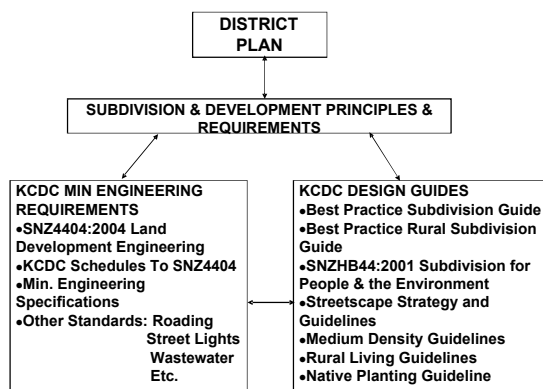 DISTRICT
PLAN
SUBDIVISION & DEVELOPMENT PRINCIPLES &
REQUIREMENTS
KCDC MIN ENGINEERING
REQUIREMENTS
●SNZ4404:2004 Land
Development Engineering
●KCDC Schedules To SNZ4404
●Min. Engineering
Specifications
●Other Standards: Roading
Street Lights
Wastewater
Etc.
KCDC DESIGN GUIDES
●Best Practice Subdivision Guide
●Best Practice Rural Subdivision
Guide
●SNZHB44:2001 Subdivision for
People & the Environment
●Streetscape Strategy and
Guidelines
●Medium Density Guidelines
●Rural Living Guidelines
●Native Planting Guideline